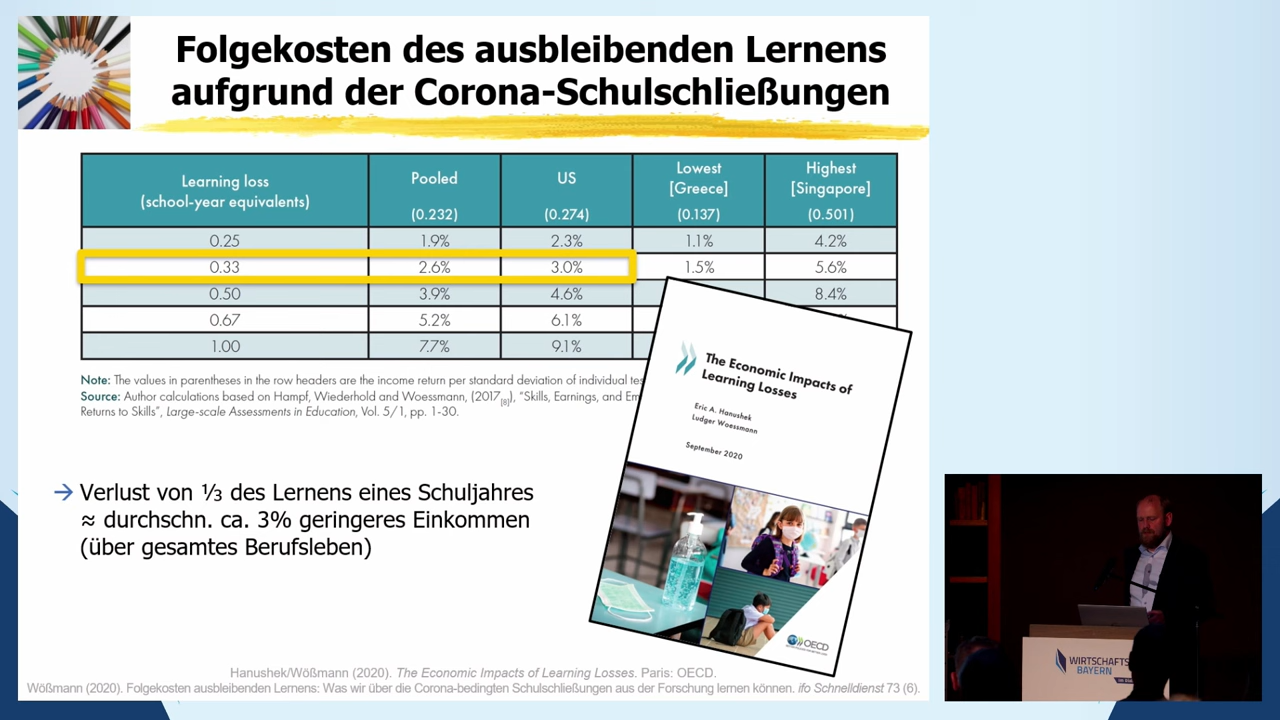 Folgekosten des ausbleibenden Lernens
aufgrund der Corona-Schulschließungen
Learning loss
(school-year equivalents)
Pooled
(0.232)
US
(0.274)
Lowest
[Greece]
(0.137)
Highest
[Singapore]
(0.501)
0.25 1.9% 2.3% 1.1% 4.2%
0.33 2.6% 3.0% 1.5% 5.6%
0.50 3.9% 4.6% 8.4%
0.67 5.2% 6.1%
1.00 7.7% 9.1%
Note: The values in parentheses in the row headers are the income return per standard deviation of individual
Source: Author calculations based on Hampf, Wiederhold and Woessmann, (2017[8]), “Skills, Earnings, and
Returns to Skills”, Large-scale Assessments in Education, Vol. 5/1, pp. 1-30.
The Economic Impacts of
Learning Losses
Eric A. Hanushek
Ludger Woessmann
September 2020
OECD
→ Verlust von ⅓ des Lernens eines Schuljahres
≈ durchschn. ca. 3% geringeres Einkommen
(über gesamtes Berufsleben)
Hanushek/Wößmann (2020). The Economic Impacts of Learning Losses. Paris: OECD.
Wößmann (2020). Folgekosten ausbleibenden Lernens: Was wir über die Corona-bedingten Schulschließungen aus der Forschung lernen können. ifo Schnelldienst 73 (6).
BAYERN